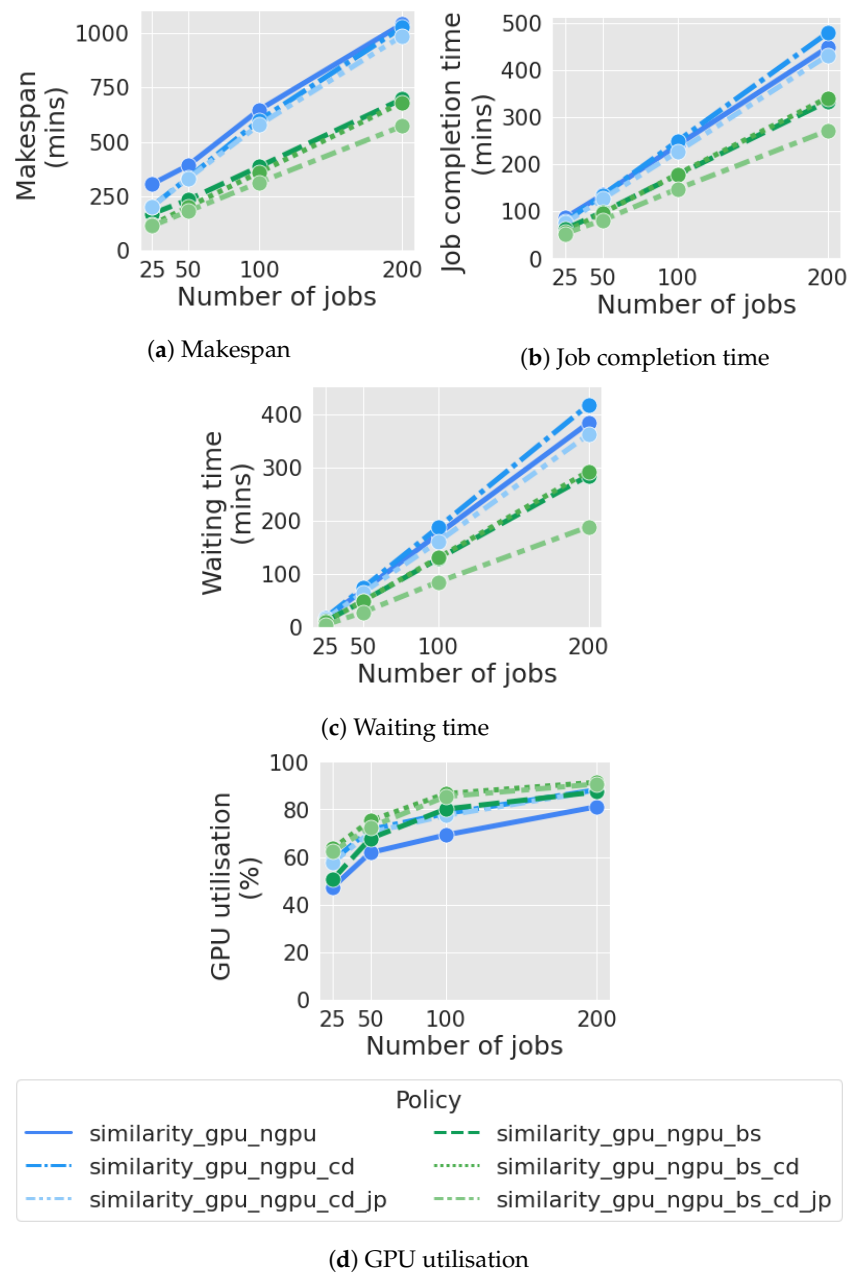 Makespan
(mins)
1000
750
500
250
0
25 50 100 200
Number of jobs
(a) Makespan
Job completion time
(mins)
500
400
300
200
100
0
25 50 100 200
Number of jobs
(b) Job completion time
Waiting time
(mins)
400
300
200
100
0
25 50 100 200
Number of jobs
(c) Waiting time
GPU utilisation
(%)
100
80
60
40
20
0
25 50 100 200
Number of jobs
Policy
similarity_gpu_ngpu
similarity_gpu_ngpu_cd
similarity_gpu_ngpu_cd_jp
similarity_gpu_ngpu_bs
similarity_gpu_ngpu_bs_cd
similarity_gpu_ngpu_bs_cd_jp
(d) GPU utilisation